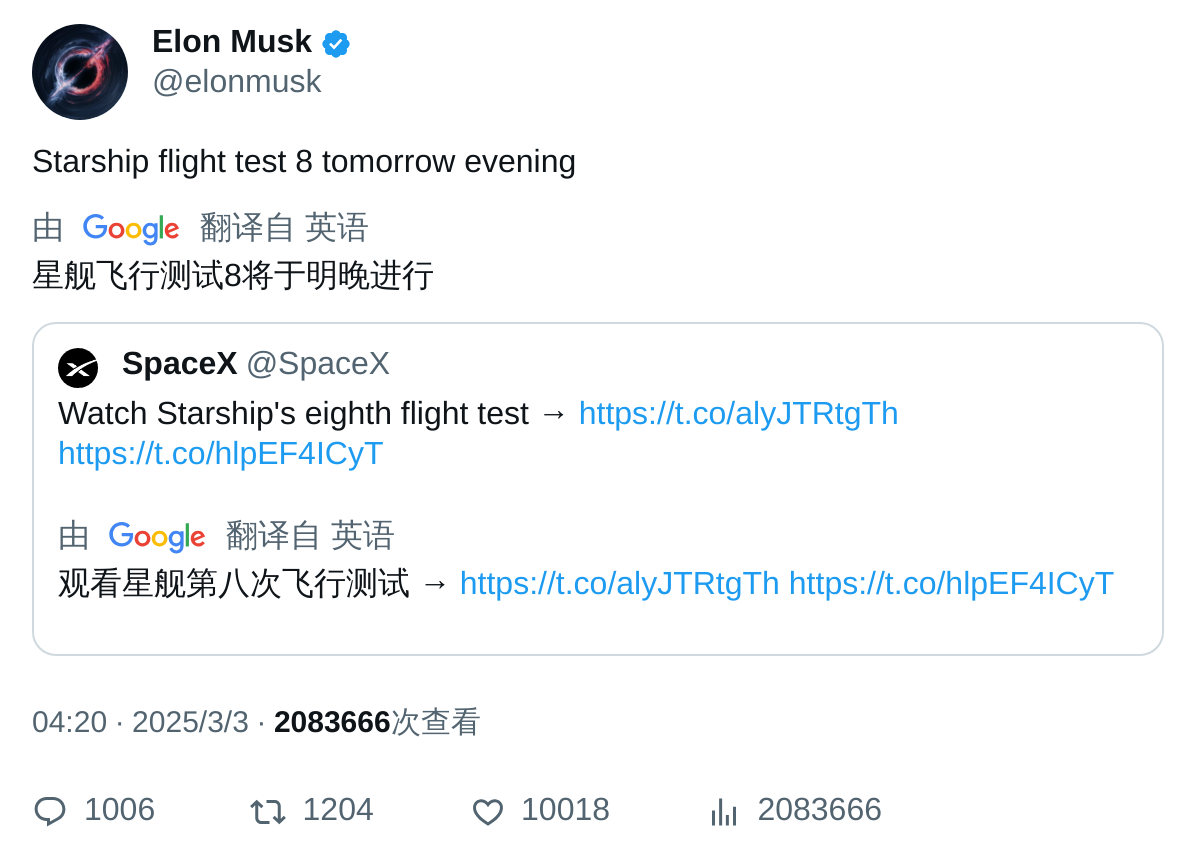 Elon Musk
@elonmusk
Starship flight test 8 tomorrow evening
由 Google 翻译自 英语
星舰飞行测试8将于明晚进行
SpaceX @SpaceX
Watch Starship's eighth flight test → https://t.co/alyJTRtgTh
https://t.co/hlpEF4ICyT
由 Google 翻译自 英语
观看星舰第八次飞行测试 → https://t.co/alyJTRtgTh https://t.co/hlpEF4ICyT
04:20 · 2025/3/3 · 2083666次查看
1006 1204 10018 2083666